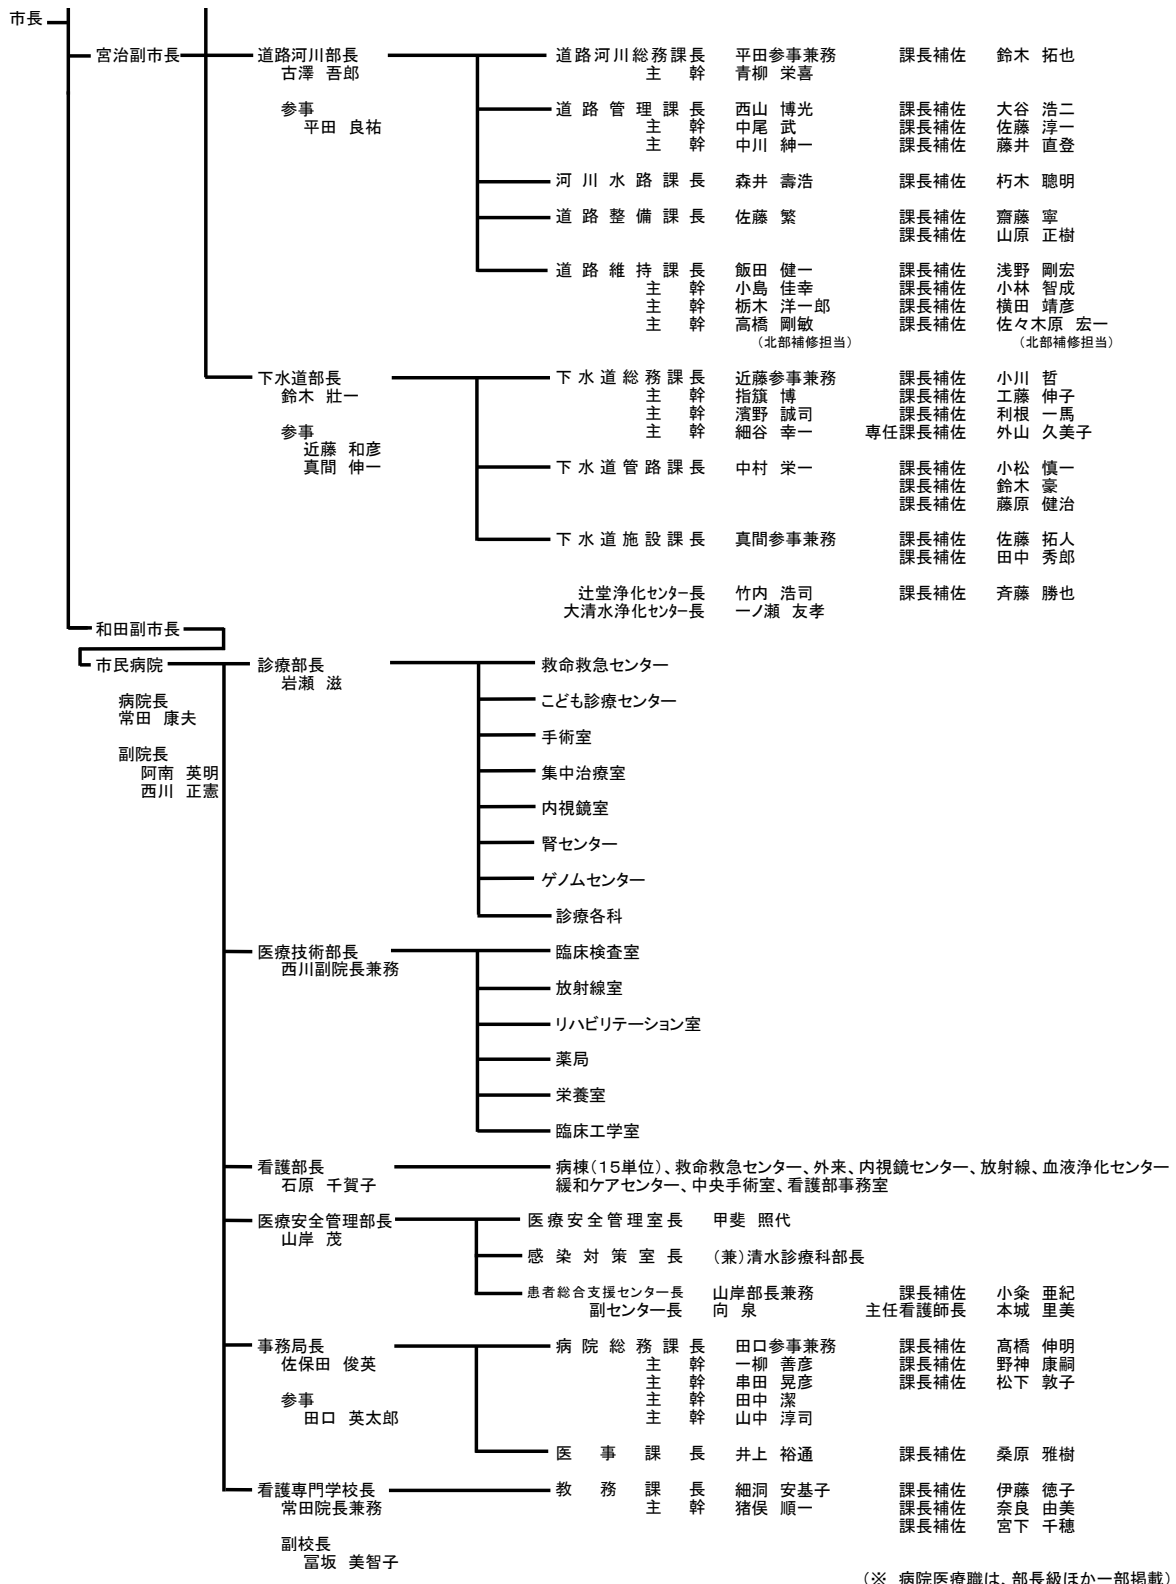 市長
宮治副市長 道路河川部長 道路河川総務課長 平田参事兼務 課長補佐 鈴木 拓也
古澤 吾郎 主幹 青柳 栄喜
参事 道路管理課長 西山 博光 課長補佐 大谷 浩二
平田 良祐 主幹 中尾 武 課長補佐 佐藤 淳一
主幹 中川 紳一 課長補佐 藤井 直登
河川水路課長 森井 壽浩 課長補佐 朽木 聰明
道路整備課長 佐藤 繁 課長補佐 齋藤 寧
課長補佐 山原 正樹
道路維持課長 飯田 健一 課長補佐 浅野 剛宏
主幹 小島 佳幸 課長補佐 小林 智成
主幹 栃木 洋一郎 課長補佐 横田 靖彦
主幹 高橋 剛敏 課長補佐 佐々木原 宏一
(北部補修担当) (北部補修担当)
下水道部長 下水道総務課長 近藤参事兼務 課長補佐 小川 哲
鈴木 壯一 主幹 指籏 博 課長補佐 工藤 伸子
主幹 濱野 誠司 課長補佐 利根 一馬
参事 主幹 細谷 幸一 専任課長補佐 外山 久美子
近藤 和彦
真間 伸一 下水道管路課長 中村 栄一 課長補佐 小松 慎一
課長補佐 鈴木 豪
課長補佐 藤原 健治
下水道施設課長 真間参事兼務 課長補佐 佐藤 拓人
課長補佐 田中 秀郎
辻堂浄化センター長 竹内 浩司 課長補佐 斉藤 勝也
大清水浄化センター長 一ノ瀬 友孝
和田副市長
市民病院 診療部長 救命救急センター
岩瀬 滋
病院長 こども診療センター
常田 康夫
手術室
副院長
阿南 英明 集中治療室
西川 正憲
内視鏡室
腎センター
ゲノムセンター
診療各科
医療技術部長 臨床検査室
西川副院長兼務
放射線室
リハビリテーション室
薬局
栄養室
臨床工学室
看護部長 病棟(15単位)、救命救急センター、外来、内視鏡センター、放射線、血液浄化センター
石原 千賀子 緩和ケアセンター、中央手術室、看護部事務室
医療安全管理部長 医療安全管理室長 甲斐 照代
山岸 茂
感染対策室長 (兼)清水診療科部長
患者総合支援センター長 山岸部長兼務 課長補佐 小粂 亜紀
副センター長 向 泉 主任看護師長 本城 里美
事務局長 病院総務課長 田口参事兼務 課長補佐 髙橋 伸明
佐保田 俊英 主幹 一柳 善彦 課長補佐 野神 康嗣
主幹 串田 晃彦 課長補佐 松下 敦子
参事 主幹 田中 潔
田口 英太郎 主幹 山中 淳司
医事課長 井上 裕通 課長補佐 桑原 雅樹
看護専門学校長 教務課長 細洞 安基子 課長補佐 伊藤 徳子
常田院長兼務 主幹 猪俣 順一 課長補佐 奈良 由美
課長補佐 宮下 千穂
副校長
冨坂 美智子
(※ 病院医療職は、部長級ほか一部掲載)